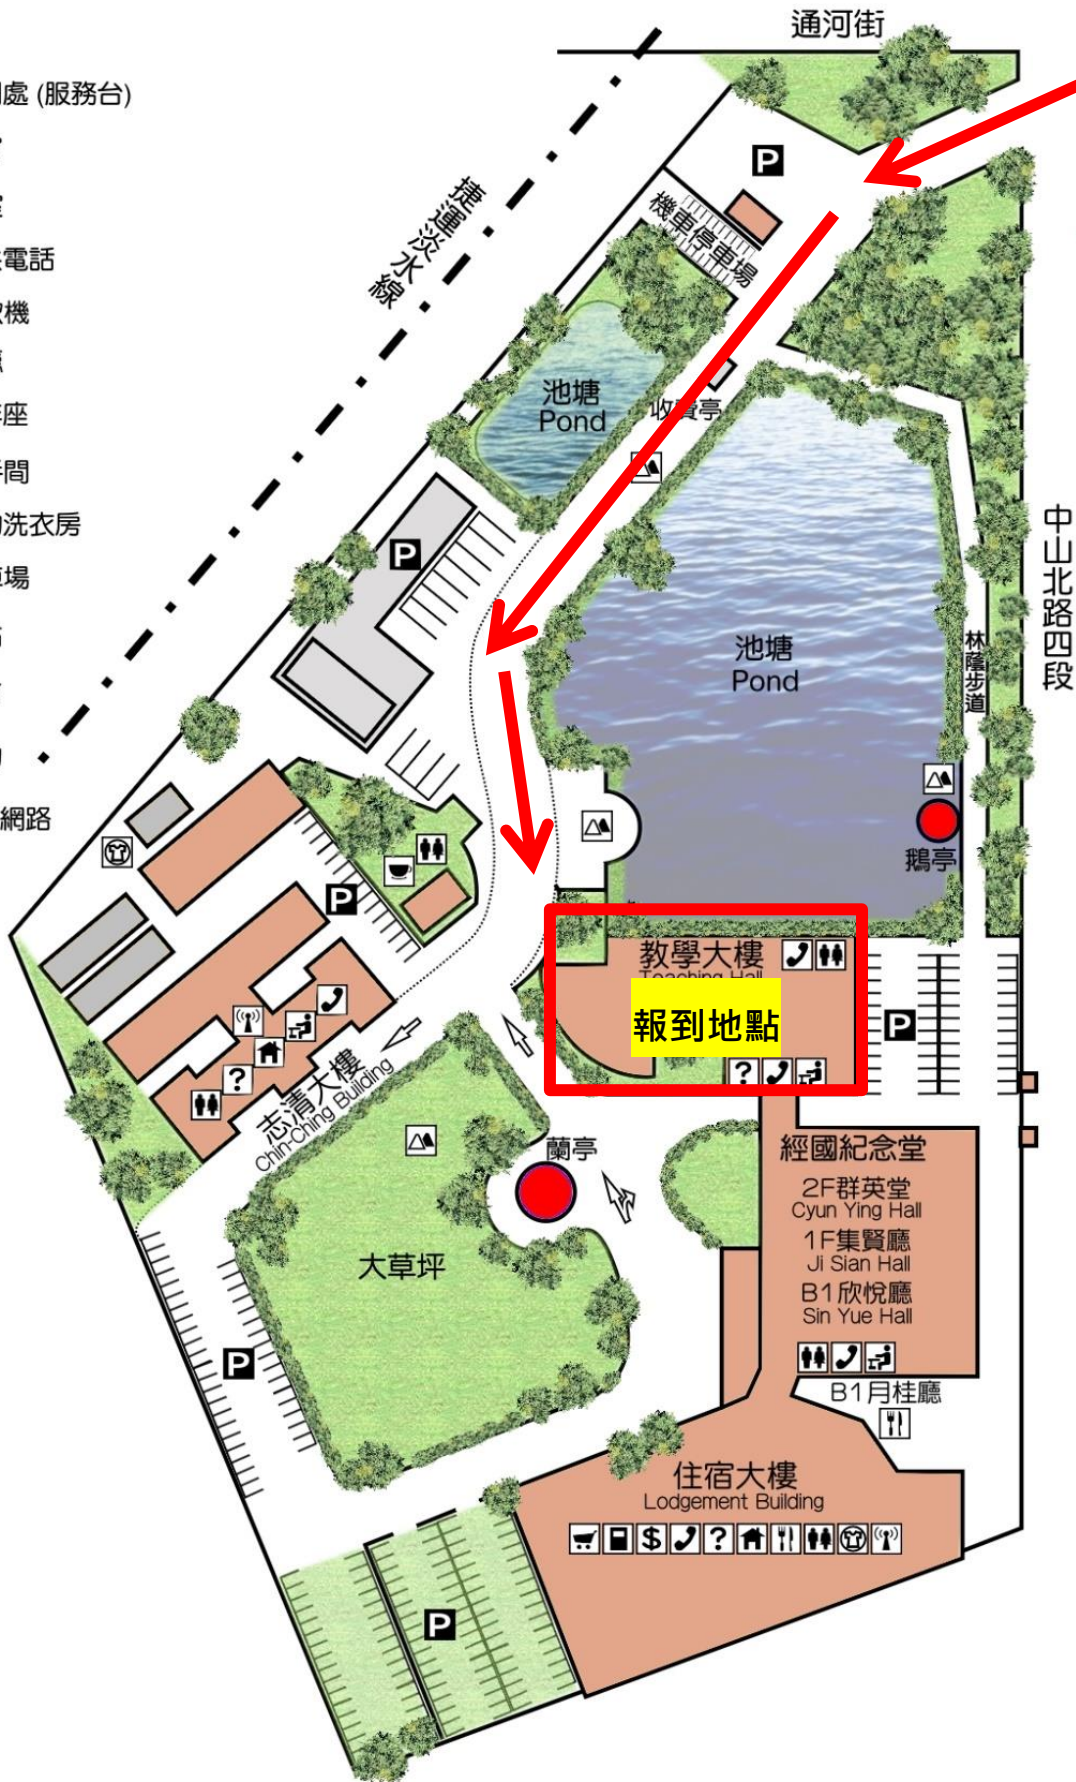 通河街
處 (服務台)
電話
機
座
間
洗衣房
場
網路
捷運淡水線
P
機車停車場
池塘
Pond
收費亭
P
中山北路四段
林蔭步道
池塘
Pond
鵝亭
P
教學大樓
Teaching Hall
報到地點
P
?
?
志清大樓
Chin-Ching Building
蘭亭
大草坪
經國紀念堂
2F群英堂
Cyun Ying Hall
1F集賢廳
Ji Sian Hall
B1欣悅廳
Sin Yue Hall
P
B1月桂廳
住宿大樓
Lodgement Building
$
?
P